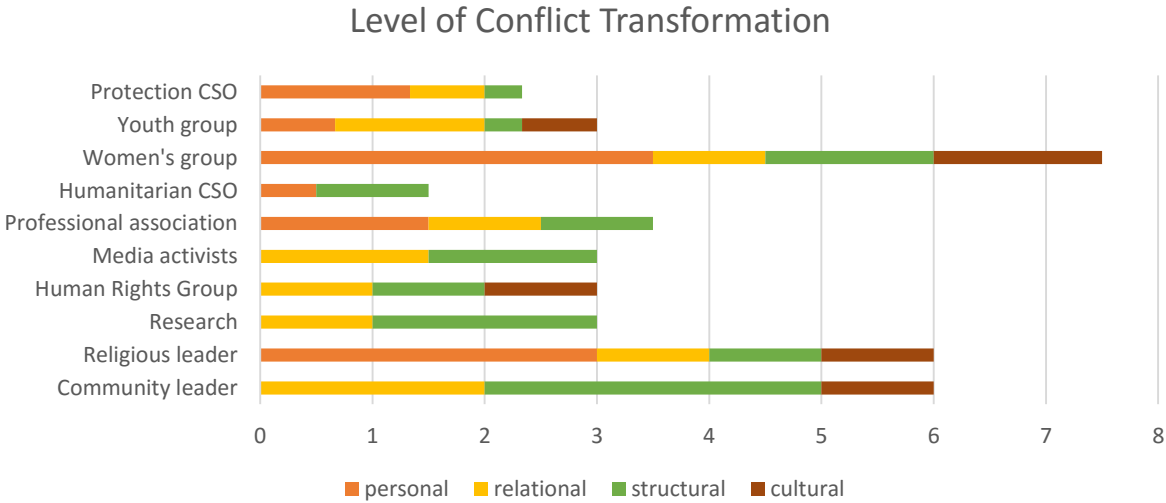 Level of Conflict Transformation
Protection CSO
Youth group
Women's group
Humanitarian CSO
Professional association
Media activists
Human Rights Group
Research
Religious leader
Community leader
0 1 2 3 4 5 6 7 8
personal relational structural cultural